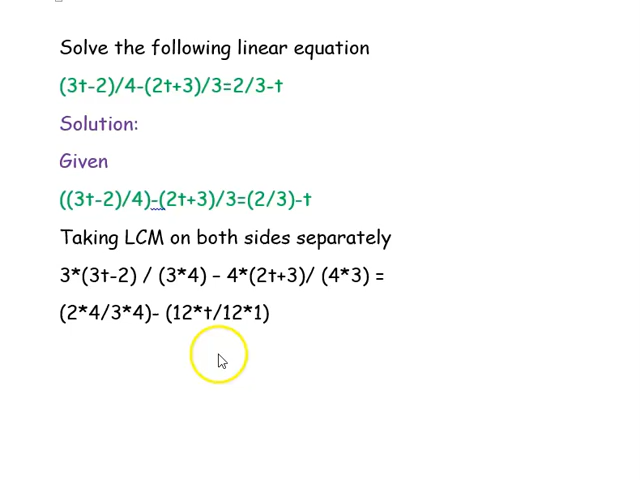 Solve the following linear equation
(3t-2)/4-(2t+3)/3=2/3-t
Solution:
Given
((3t-2)/4)-(2t+3)/3=(2/3)-t
Taking LCM on both sides separately
3*(3t-2) / (3*4) – 4*(2t+3)/ (4*3) =
(2*4/3*4)- (12*t/12*1)